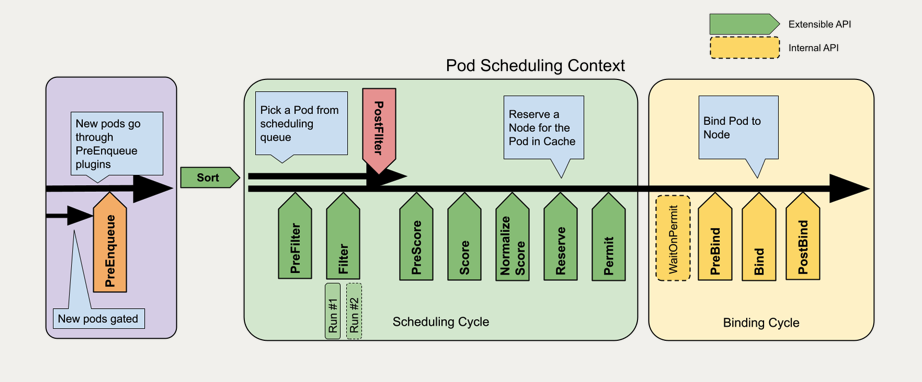 Extensible API
Internal API
Pod Scheduling Context
New pods go
through
PreEnqueue
plugins
PreEnqueue
New pods gated
Sort
Pick a Pod from
scheduling
queue
PostFilter
Reserve a
Node for the
Pod in Cache
PreFilter
Filter
Run #1
Run #2
PreScore
Score
Normalize
Score
Reserve
Permit
Scheduling Cycle
Bind Pod to
Node
WaitOnPermit
PreBind
Bind
PostBind
Binding Cycle